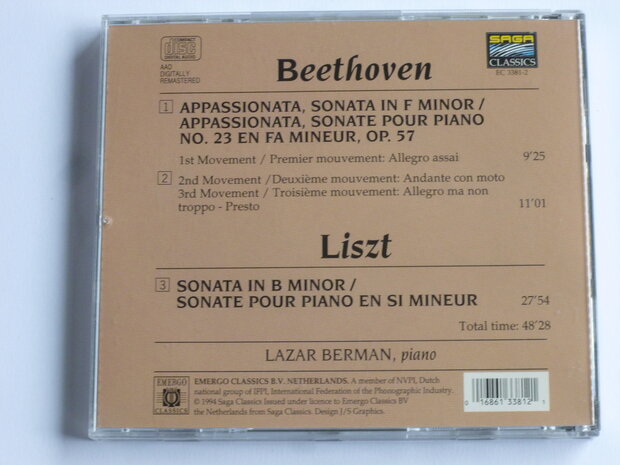 COMPACT
disc
DIGITAL AUDIO
AAD
DIGITALLY
REMASTERED
SAGA
CLASSICS
EC 3381-2
Beethoven
1 APPASSIONATA, SONATA IN F MINOR /
APPASSIONATA, SONATE POUR PIANO
NO. 23 EN FA MINEUR, OP. 57
1st Movement / Premier mouvement: Allegro assai 9'25
2 2nd Movement /Deuxième mouvement: Andante con moto
3rd Movement / Troisième mouvement: Allegro ma non
troppo - Presto 11'01
Liszt
3 SONATA IN B MINOR /
SONATE POUR PIANO EN SI MINEUR 27'54
Total time: 48'28
LAZAR BERMAN, piano
EMERGO
CLASSICS
EMERGO CLASSICS B.V. NETHERLANDS. A member of NVPI, Dutch
national group of IFPI, International Federation of the Phonographic Industry.
© 1994 Saga Classics Issued under licence to Emergo Classics BV
the Netherlands from Saga Classics. Design J/S Graphics.
0 16861 33812 1